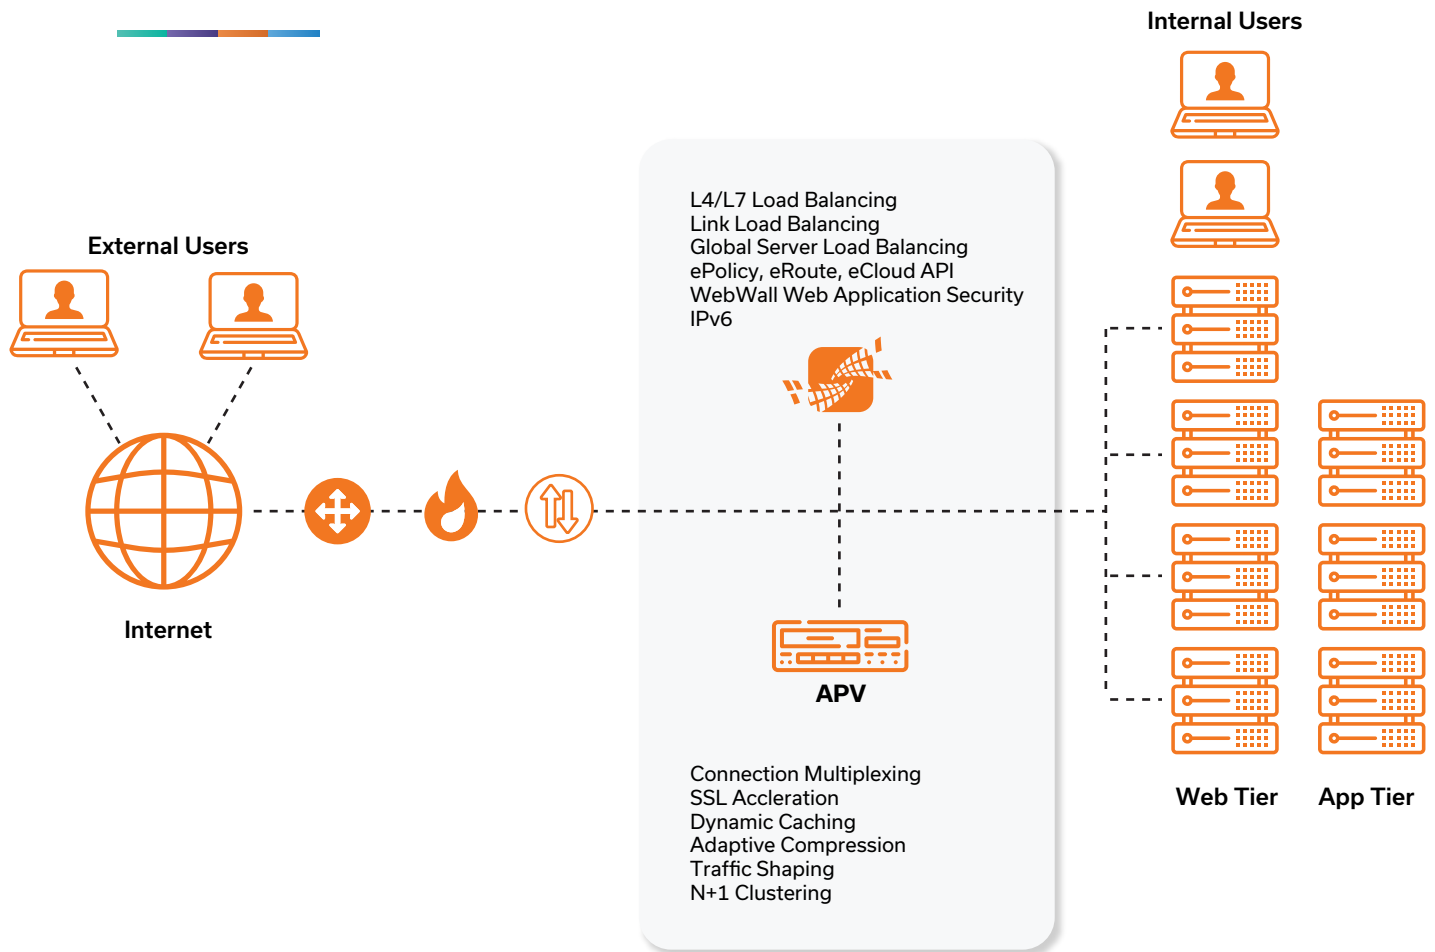 Internal Users
External Users
Internet
L4/L7 Load Balancing
Link Load Balancing
Global Server Load Balancing
ePolicy, eRoute, eCloud API
WebWall Web Application Security
IPv6
APV
Connection Multiplexing
SSL Accleration
Dynamic Caching
Adaptive Compression
Traffic Shaping
N+1 Clustering
Web Tier
App Tier